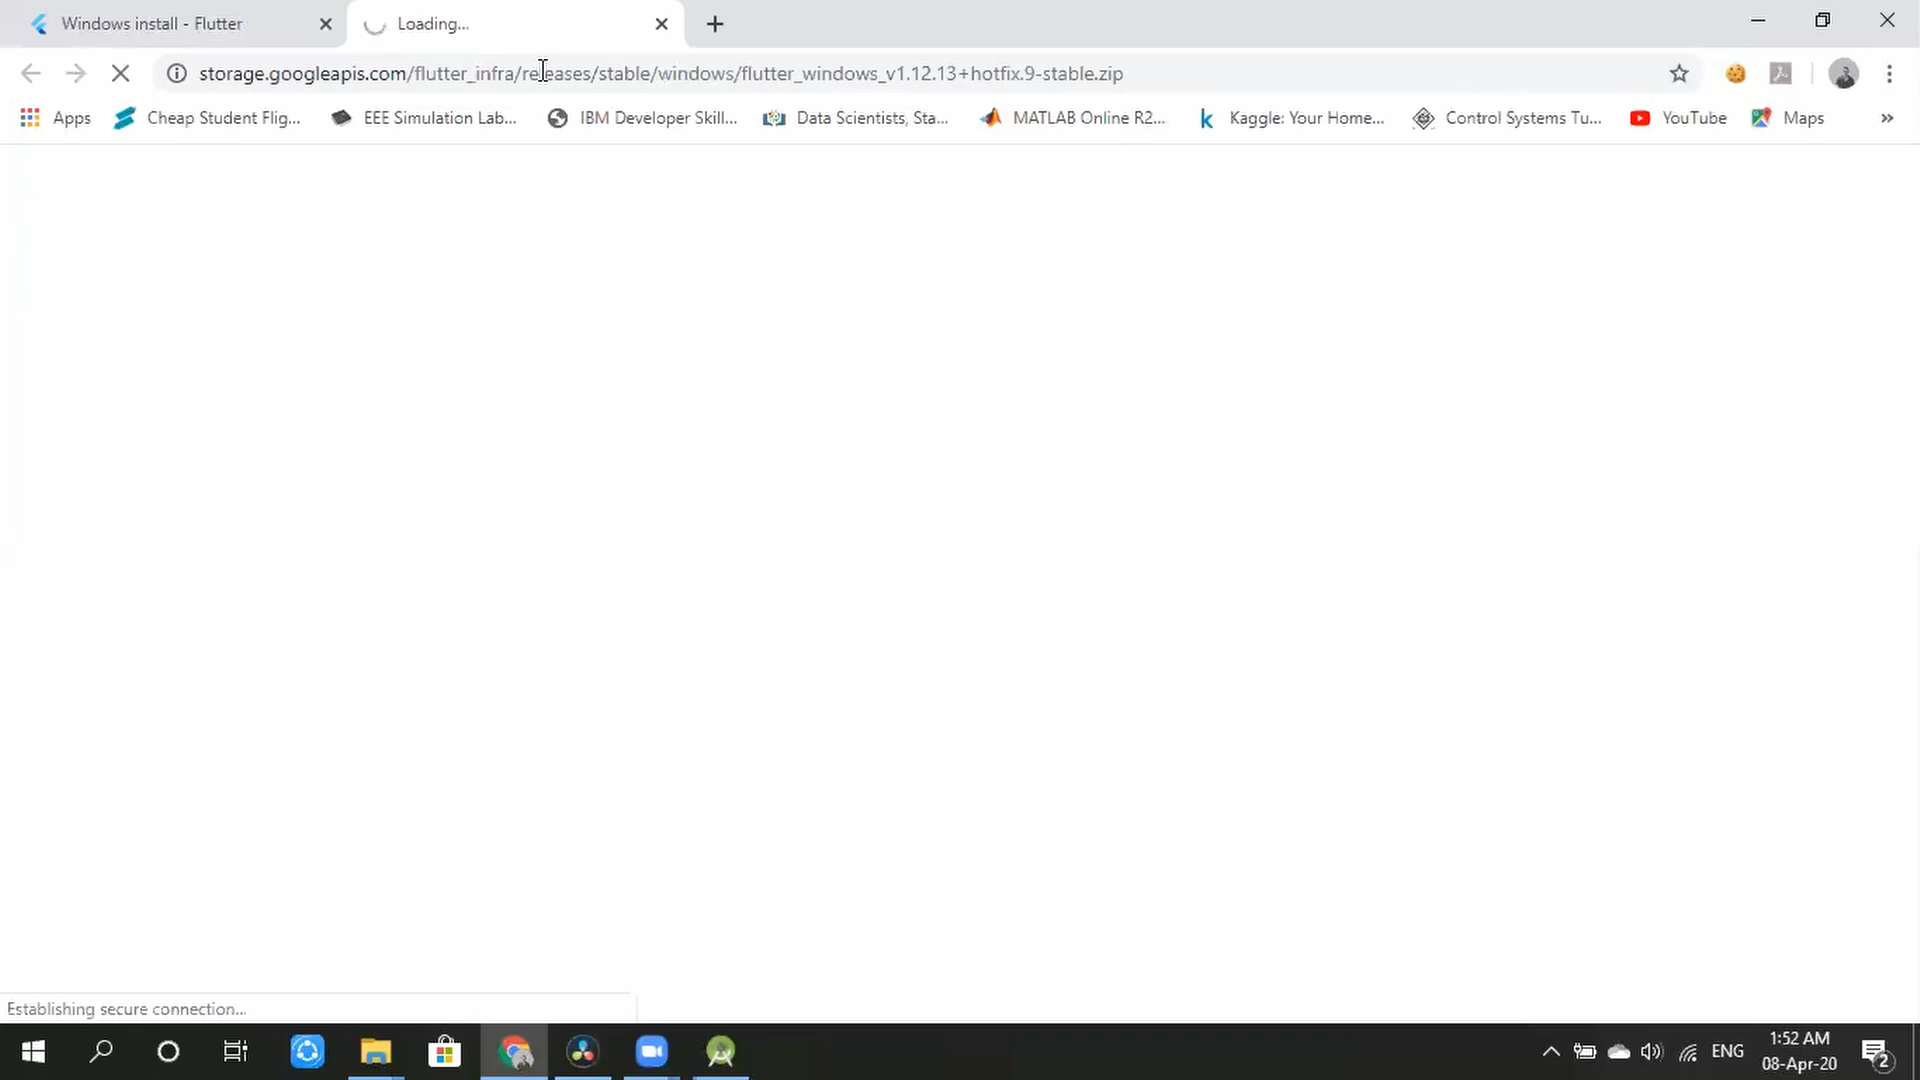 Windows install - Flutter
Loading...
storage.googleapis.com/flutter_infra/releases/stable/windows/flutter_windows_v1.12.13+hotfix.9-stable.zip
Apps
Cheap Student Flig...
EEE Simulation Lab...
IBM Developer Skill...
Data Scientists, Sta...
MATLAB Online R2...
Kaggle: Your Home...
Control Systems Tu...
YouTube
Maps
Establishing secure connection...
ENG
1:52 AM
08-Apr-20
2